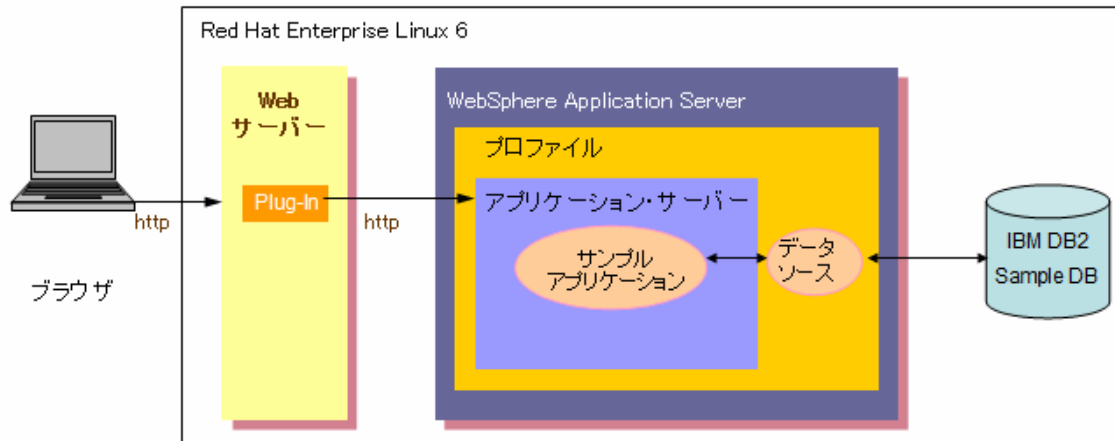 Red Hat Enterprise Linux 6
Web
サーバー
WebSphere Application Server
プロファイル
Plug-In
アプリケーション・サーバー
http
http
サンプル
アプリケーション
データ
ソース
IBM DB2
Sample DB
ブラウザ